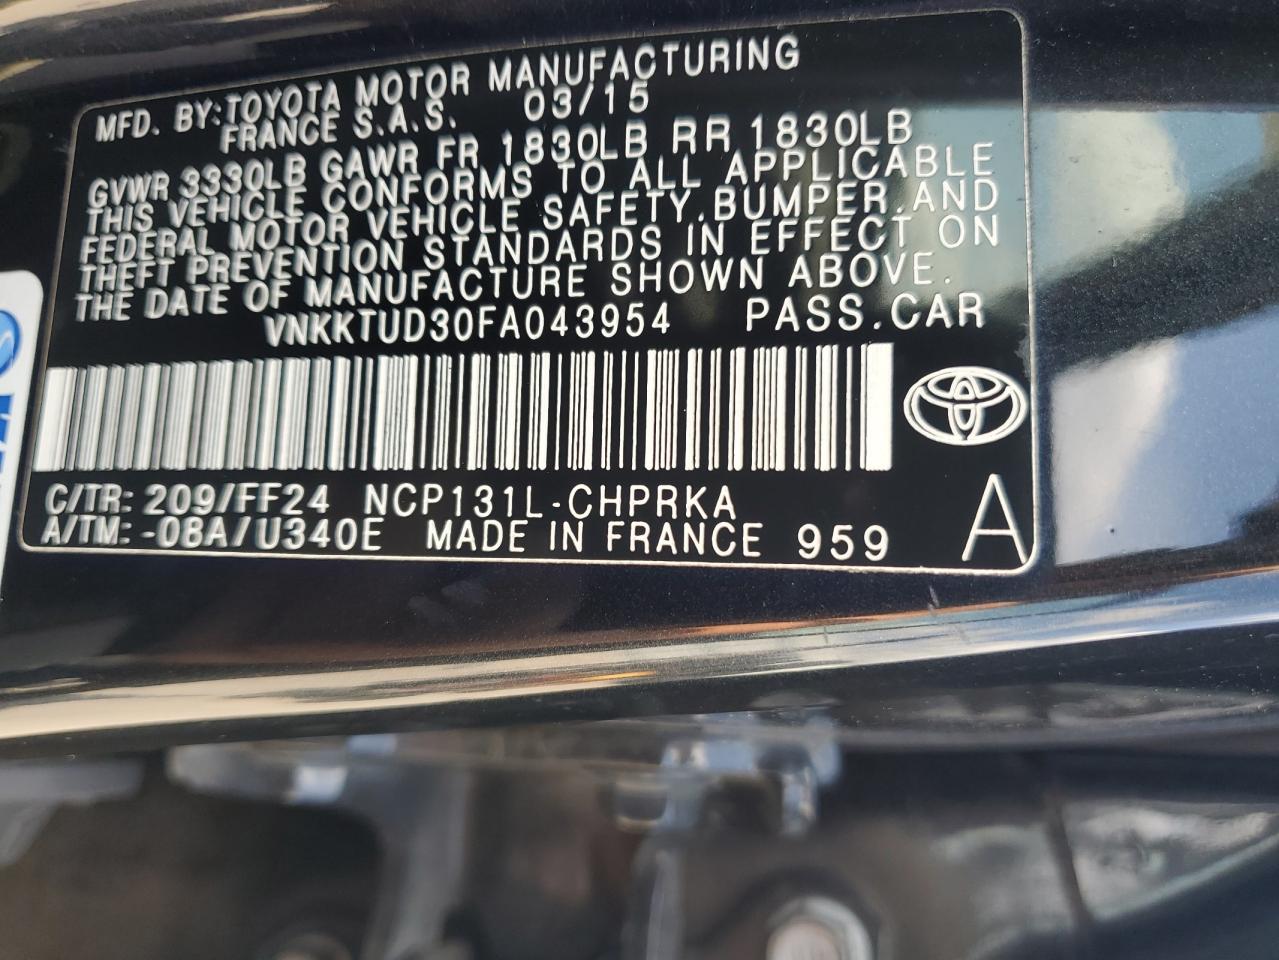 MFD. BY:TOYOTA MOTOR MANUFACTURING
FRANCE S.A.S. 03/15
GVWR 3330LB GAWR FR 1830LB RR 1830LB
THIS VEHICLE CONFORMS TO ALL APPLICABLE
FEDERAL MOTOR VEHICLE SAFETY,BUMPER,AND
THEFT PREVENTION STANDARDS IN EFFECT ON
THE DATE OF MANUFACTURE SHOWN ABOVE.
VNKKTUD30FA043954 PASS.CAR
C/TR: 209/FF24 NCP131L-CHPRKA
A/TM: -08A/U340E MADE IN FRANCE 959 A